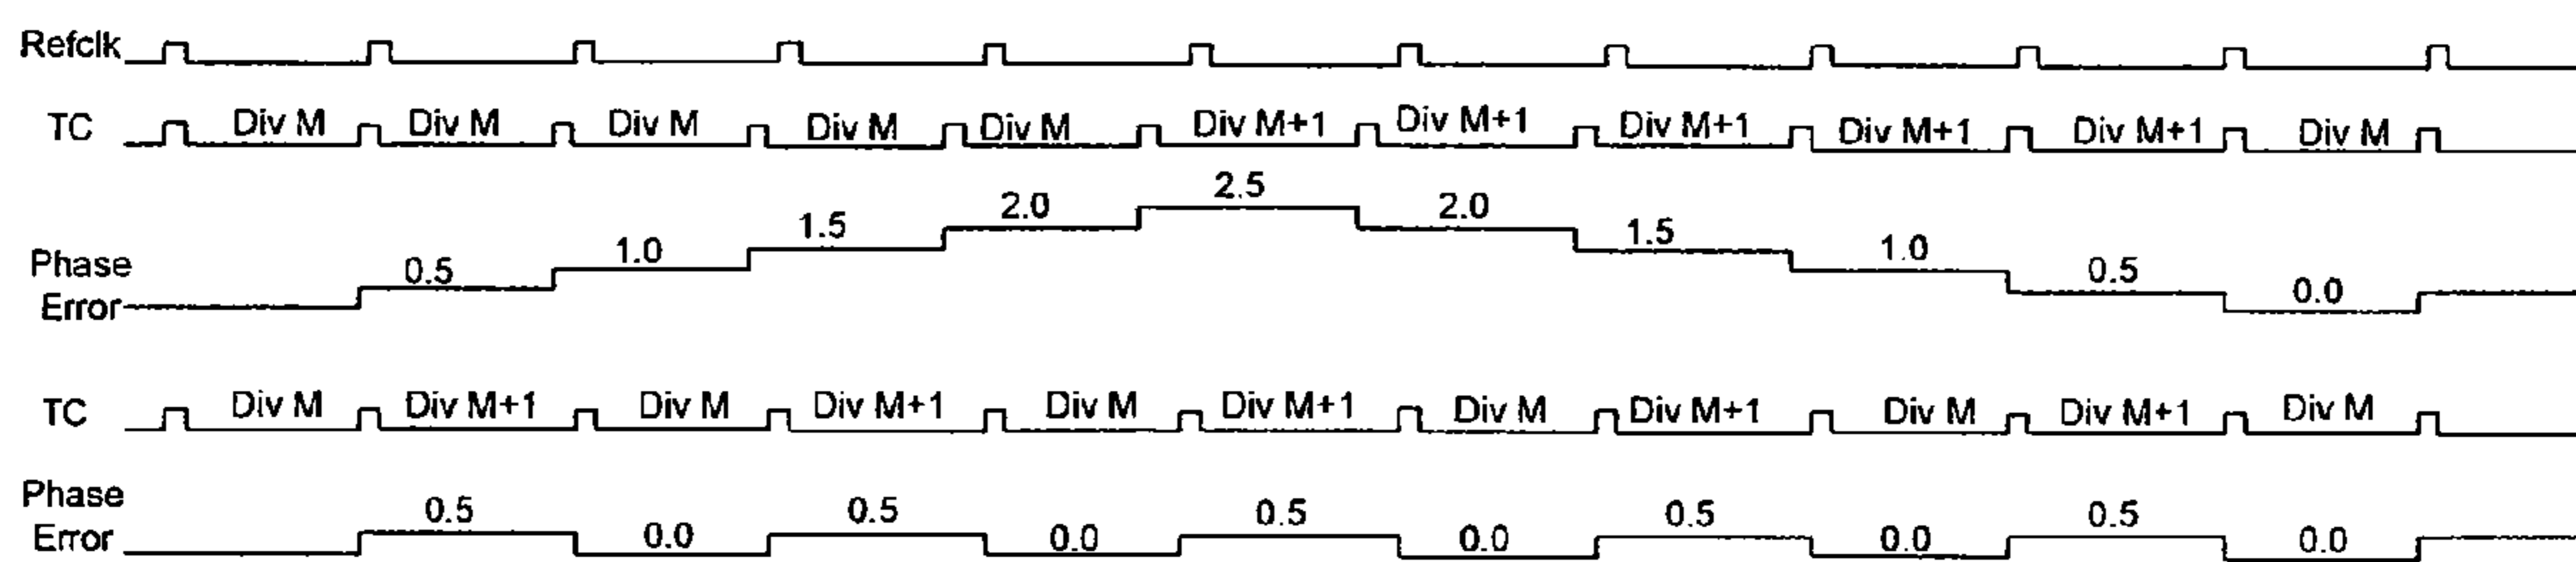 Refclk
TC Div M Div M Div M Div M Div M Div M+1 Div M+1 Div M+1 Div M+1 Div M+1 Div M
Phase Error
0.5 1.0 1.5 2.0 2.5 2.0 1.5 1.0 0.5 0.0
TC Div M Div M+1 Div M Div M+1 Div M Div M+1 Div M Div M+1 Div M Div M+1 Div M
Phase
Error
0.5 0.0 0.5 0.0 0.5 0.0 0.5 0.0 0.5 0.0